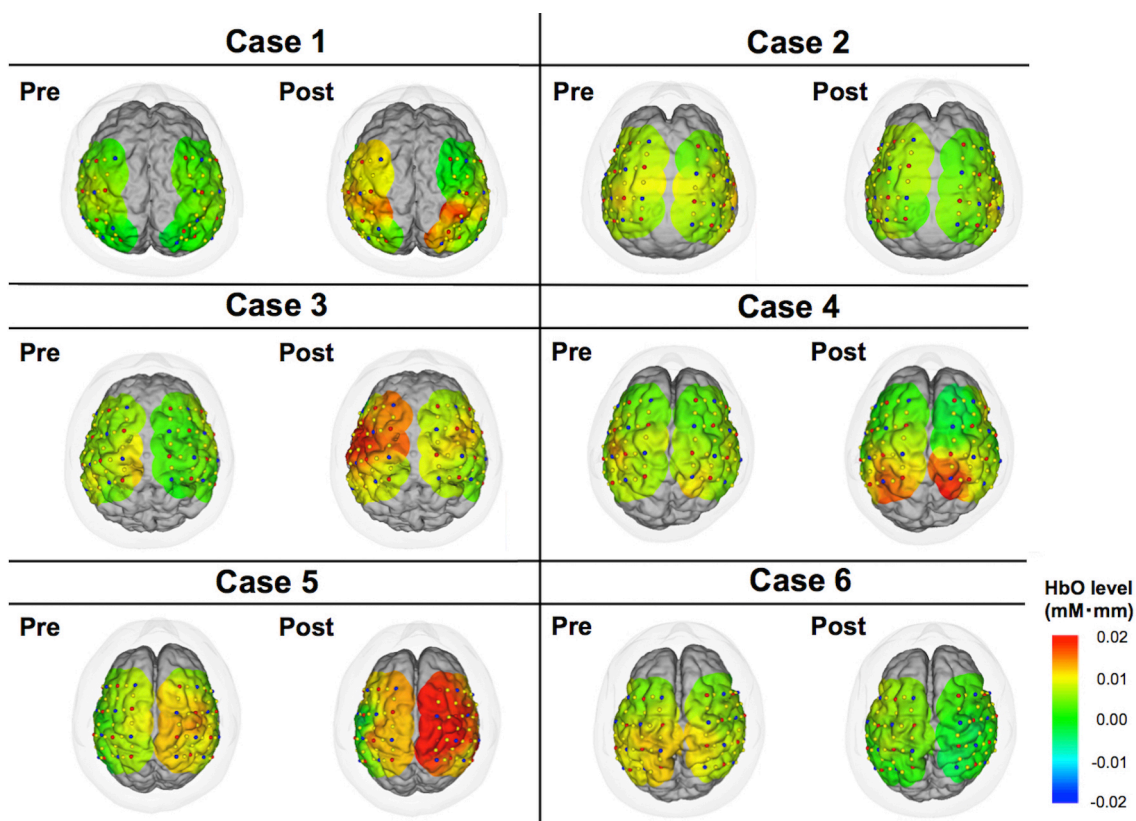 Case 1
Case 2
Pre
Post
Pre
Post
Case 3
Case 4
Pre
Post
Pre
Post
Case 5
Case 6
Pre
Post
Pre
Post
HbO level
(mM・mm)
0.02
0.01
0.00
-0.01
-0.02